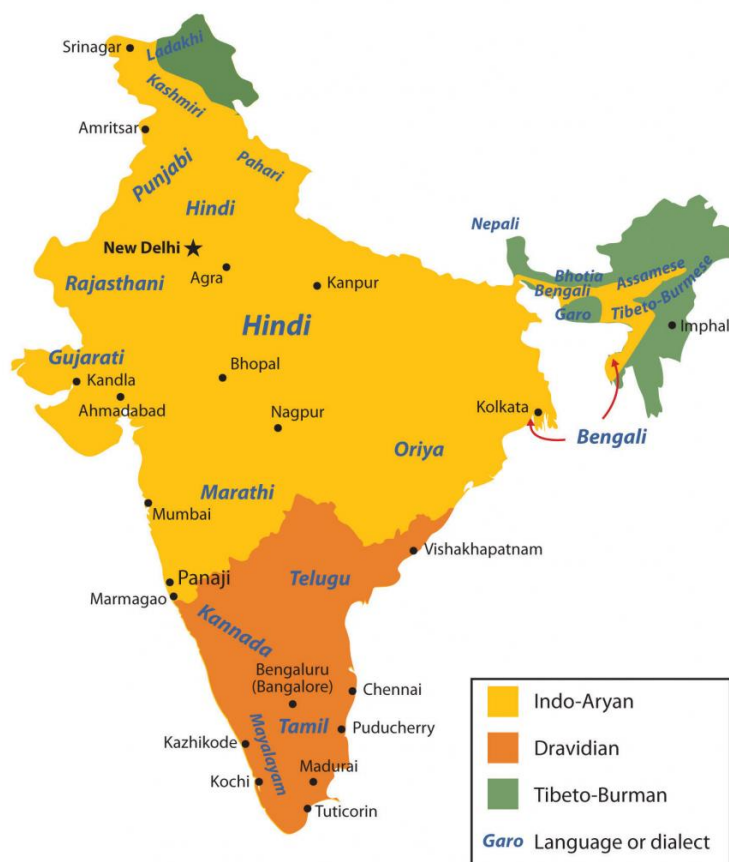 Srinagar
Ladakhi
Kashmiri
Amritsar
Punjabi
Pahari
Hindi
Nepali
New Delhi
Agra
Rajasthani
Kanpur
Bhotia
Assamese
Bengali
Tibeto-Burmese
Garo
Imphal
Hindi
Gujarati
Kandla
Bhopal
Ahmadabad
Nagpur
Kolkata
Bengali
Oriya
Marathi
Mumbai
Vishakhapatnam
Panaji
Telugu
Marmagao
Kannada
Bengaluru
(Bangalore)
Chennai
Tamil
Puducherry
Kazhikode
Mayalayam
Madurai
Kochi
Tuticorin
Indo-Aryan
Dravidian
Tibeto-Burman
Garo Language or dialect